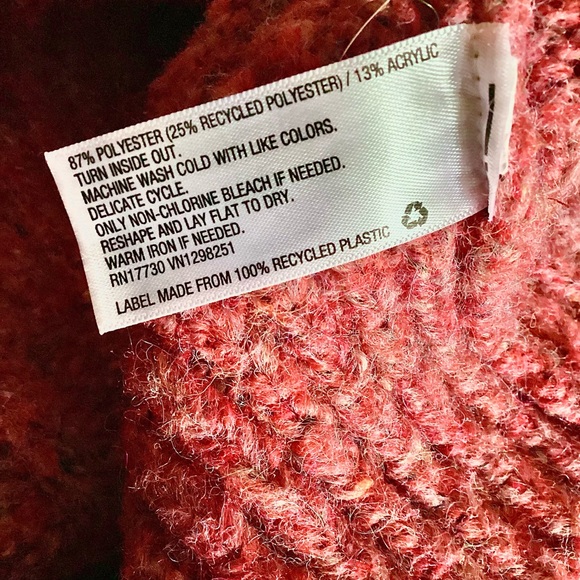 87% POLYESTER (25% RECYCLED POLYESTER) / 13% ACRYLIC
TURN INSIDE OUT.
MACHINE WASH COLD WITH LIKE COLORS.
DELICATE CYCLE.
ONLY NON-CHLORINE BLEACH IF NEEDED.
RESHAPE AND LAY FLAT TO DRY.
WARM IRON IF NEEDED.
RN17730 VN1298251
LABEL MADE FROM 100% RECYCLED PLASTIC